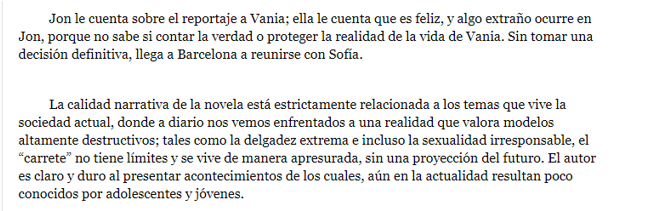 Jon le cuenta sobre el reportaje a Vania; ella le cuenta que es feliz, y algo extraño ocurre en
Jon, porque no sabe si contar la verdad o proteger la realidad de la vida de Vania. Sin tomar una
decisión definitiva, llega a Barcelona a reunirse con Sofía.
La calidad narrativa de la novela está estrictamente relacionada a los temas que vive la
sociedad actual, donde a diario nos vemos enfrentados a una realidad que valora modelos
altamente destructivos; tales como la delgadez extrema e incluso la sexualidad irresponsable, el
“carrete” no tiene límites y se vive de manera apresurada, sin una proyección del futuro. El autor
es claro y duro al presentar acontecimientos de los cuales, aún en la actualidad resultan poco
conocidos por adolescentes y jóvenes.